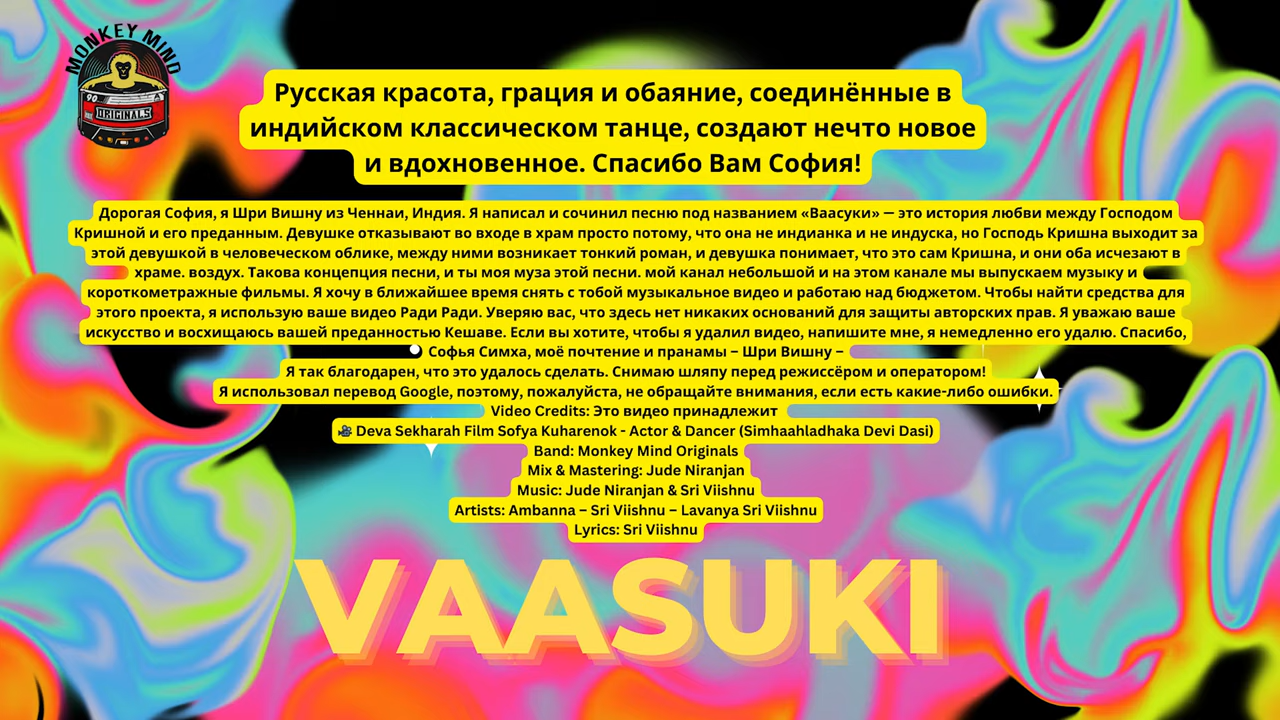 MONKEY MIND
90
ORIGINALS
Русская красота, грация и обаяние, соединённые в
индийском классическом танце, создают нечто новое
и вдохновенное. Спасибо Вам София!
Дорогая София, я Шри Вишну из Ченнаи, Индия. Я написал и сочинил песню под названием «Ваасуки» — это история любви между Господом
Кришной и его преданным. Девушке отказывают во входе в храм просто потому, что она не индианка и не индуска, но Господь Кришна выходит за
этой девушкой в человеческом облике, между ними возникает тонкий роман, и девушка понимает, что это сам Кришна, и они оба исчезают в
храме. воздух. Такова концепция песни, и ты моя муза этой песни. мой канал небольшой и на этом канале мы выпускаем музыку и
короткометражные фильмы. Я хочу в ближайшее время снять с тобой музыкальное видео и работаю над бюджетом. Чтобы найти средства для
этого проекта, я использую ваше видео Ради Ради. Уверяю вас, что здесь нет никаких оснований для защиты авторских прав. Я уважаю ваше
искусство и восхищаюсь вашей преданностью Кешаве. Если вы хотите, чтобы я удалил видео, напишите мне, я немедленно его удалю. Спасибо,
Софья Симха, моё почтение и пранамы – Шри Вишну –
Я так благодарен, что это удалось сделать. Снимаю шляпу перед режиссёром и оператором!
Я использовал перевод Google, поэтому, пожалуйста, не обращайте внимания, если есть какие-либо ошибки.
Video Credits: Это видео принадлежит
🎥 Deva Sekharah Film Sofya Kuharenok - Actor & Dancer (Simhaahladhaka Devi Dasi)
Band: Monkey Mind Originals
Mix & Mastering: Jude Niranjan
Music: Jude Niranjan & Sri Viishnu
Artists: Ambanna – Sri Viishnu – Lavanya Sri Viishnu
Lyrics: Sri Viishnu
VAASUKI